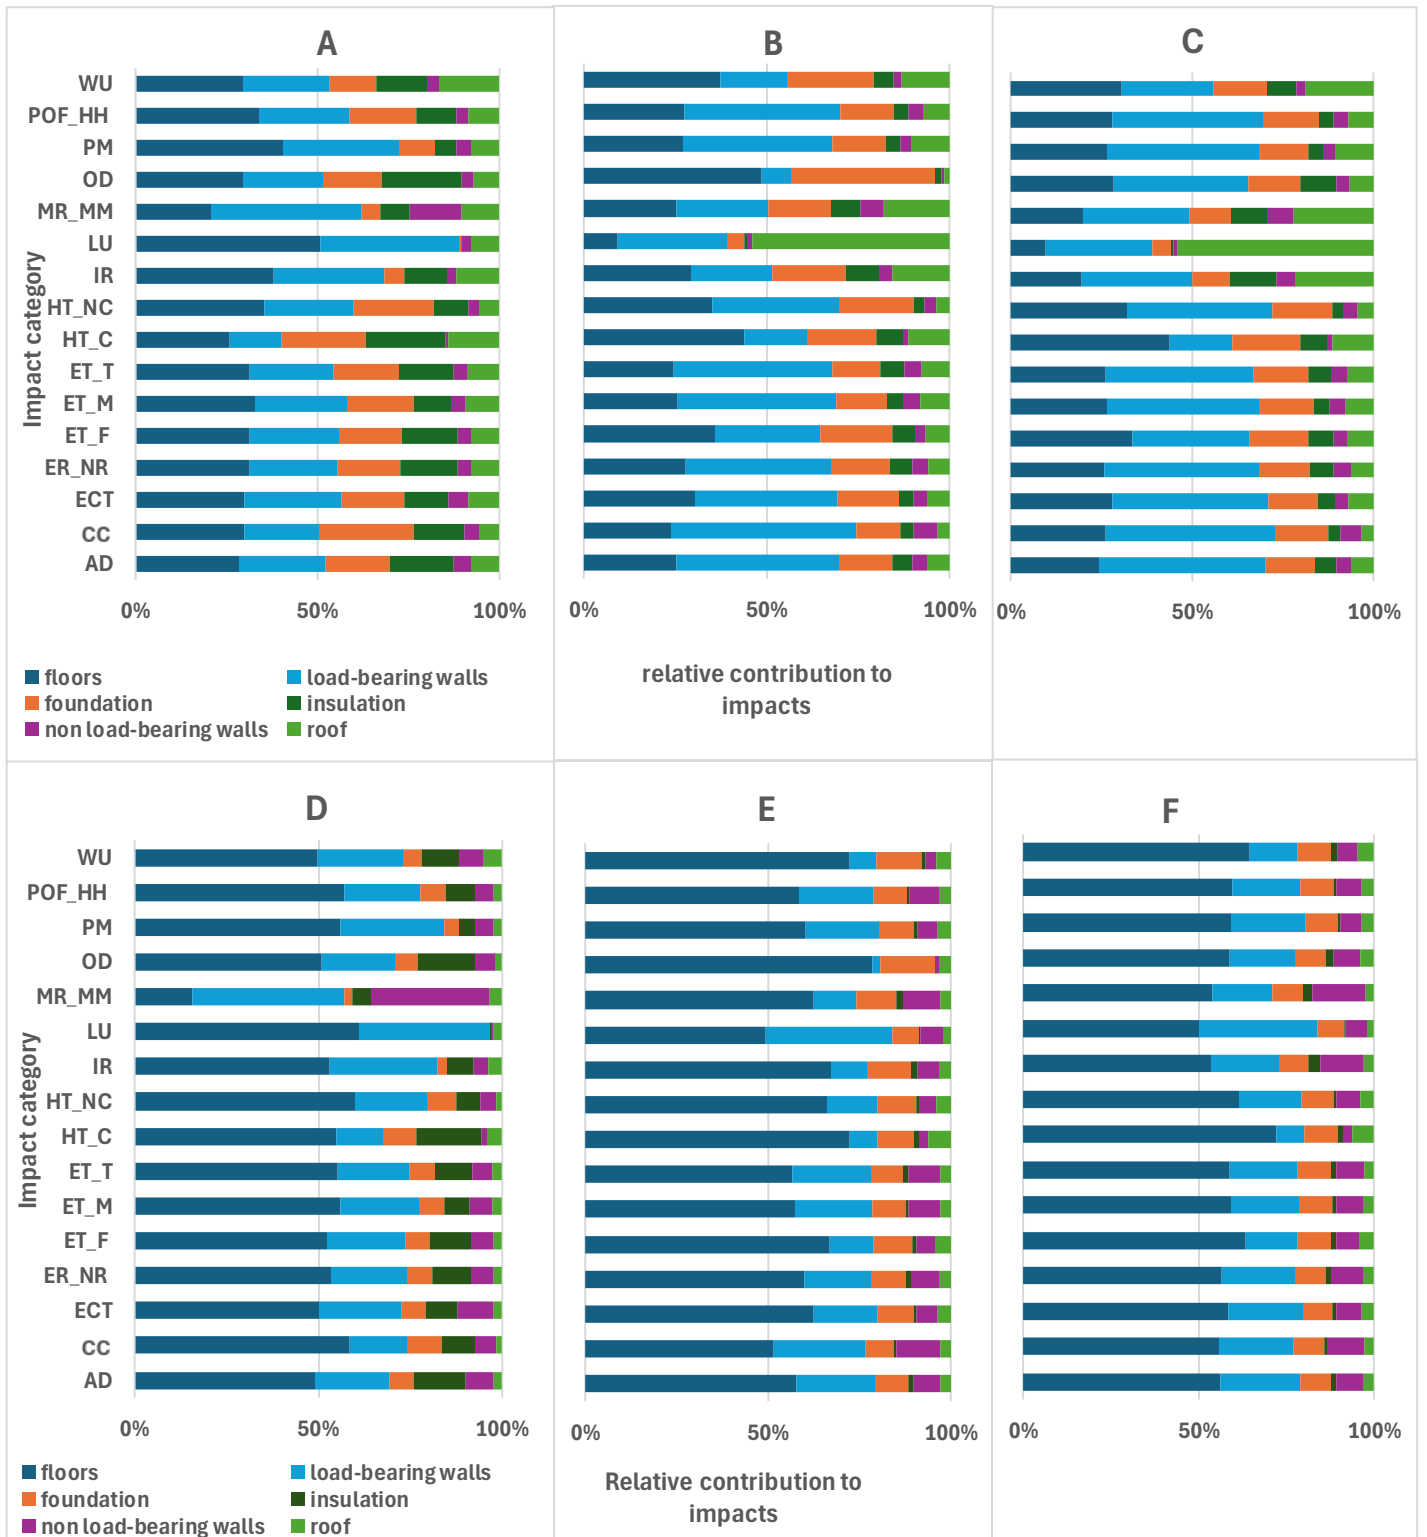 A
B
C
Impact category
WU
POF_HH
PM
OD
MR_MM
LU
IR
HT_NC
HT_C
ET_T
ET_M
ET_F
ER_NR
ECT
CC
AD
0% 50% 100%
0% 50% 100%
0% 50% 100%
relative contribution to
impacts
floors load-bearing walls
foundation insulation
non load-bearing walls roof
D
E
F
Impact category
WU
POF_HH
PM
OD
MR_MM
LU
IR
HT_NC
HT_C
ET_T
ET_M
ET_F
ER_NR
ECT
CC
AD
0% 50% 100%
0% 50% 100%
0% 50% 100%
Relative contribution to
impacts
floors load-bearing walls
foundation insulation
non load-bearing walls roof